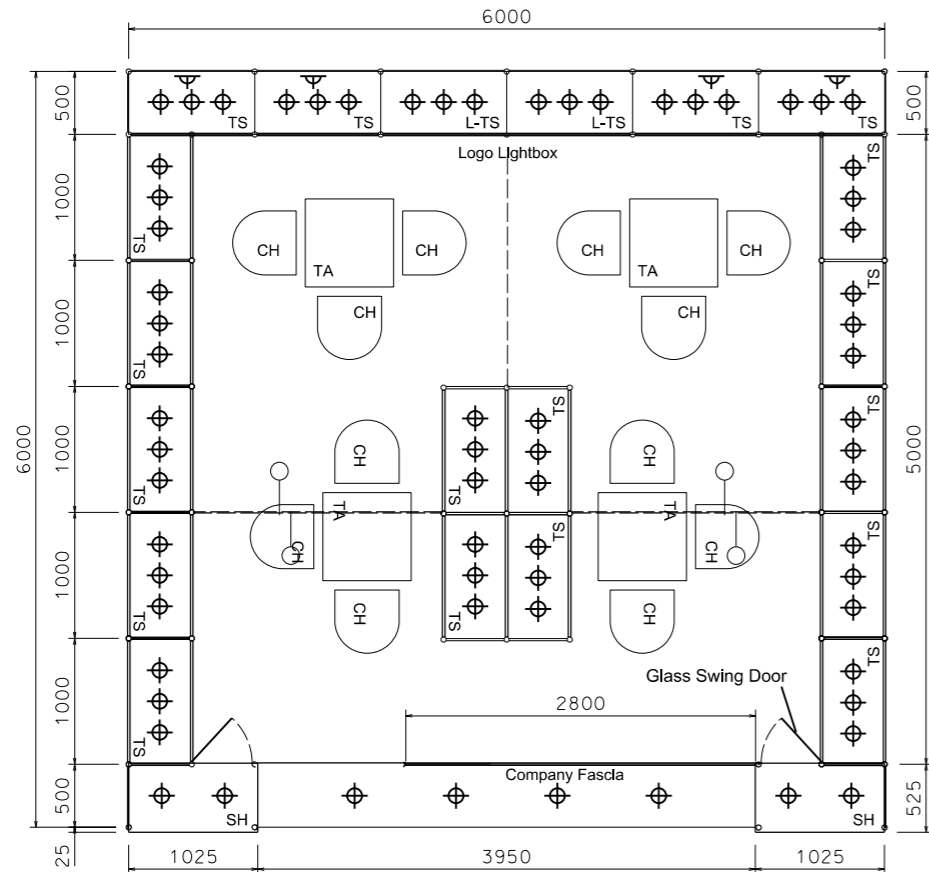 6000
500
TS
TS
L-TS
L-TS
TS
TS
500
Logo Lightbox
1000
TS
TS
CH
CH
CH
CH
TA
TA
CH
CH
1000
TS
TS
6000
5000
1000
TS
TS
TS
TS
CH
CH
TA
TA
1000
TS
TS
TS
TS
CH
CH
CH
CH
1000
TS
TS
Glass Swing Door
2800
Company Fascia
500
SH
SH
525
25
1025
3950
1025